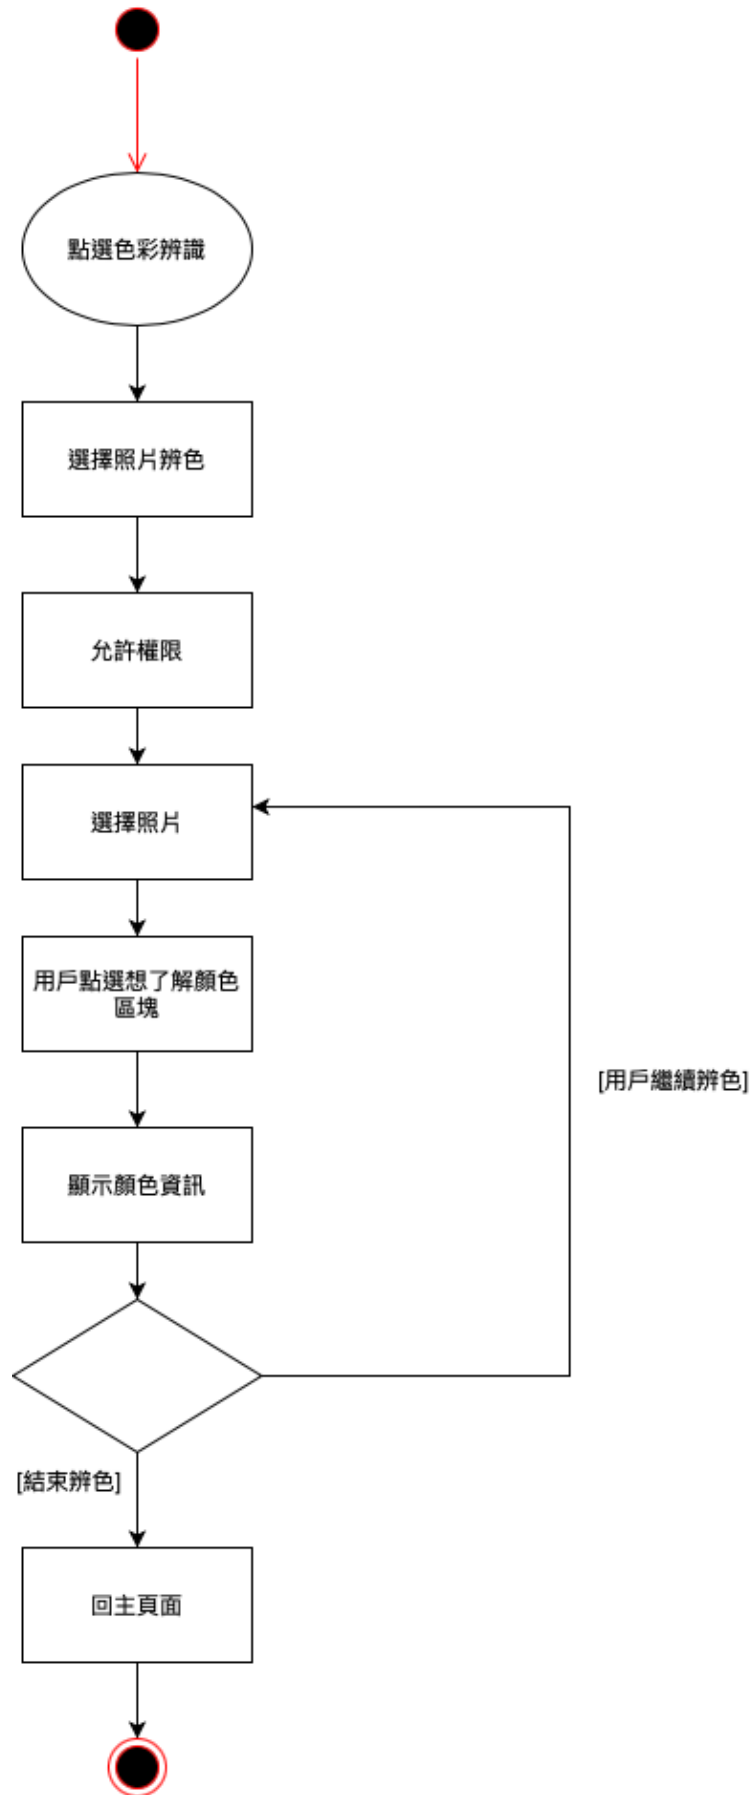 點選色彩辨識
選擇照片辨色
允許權限
選擇照片
用戶點選想了解顏色
區塊
[用戶繼續辨色]
顯示顏色資訊
[結束辨色]
回主頁面